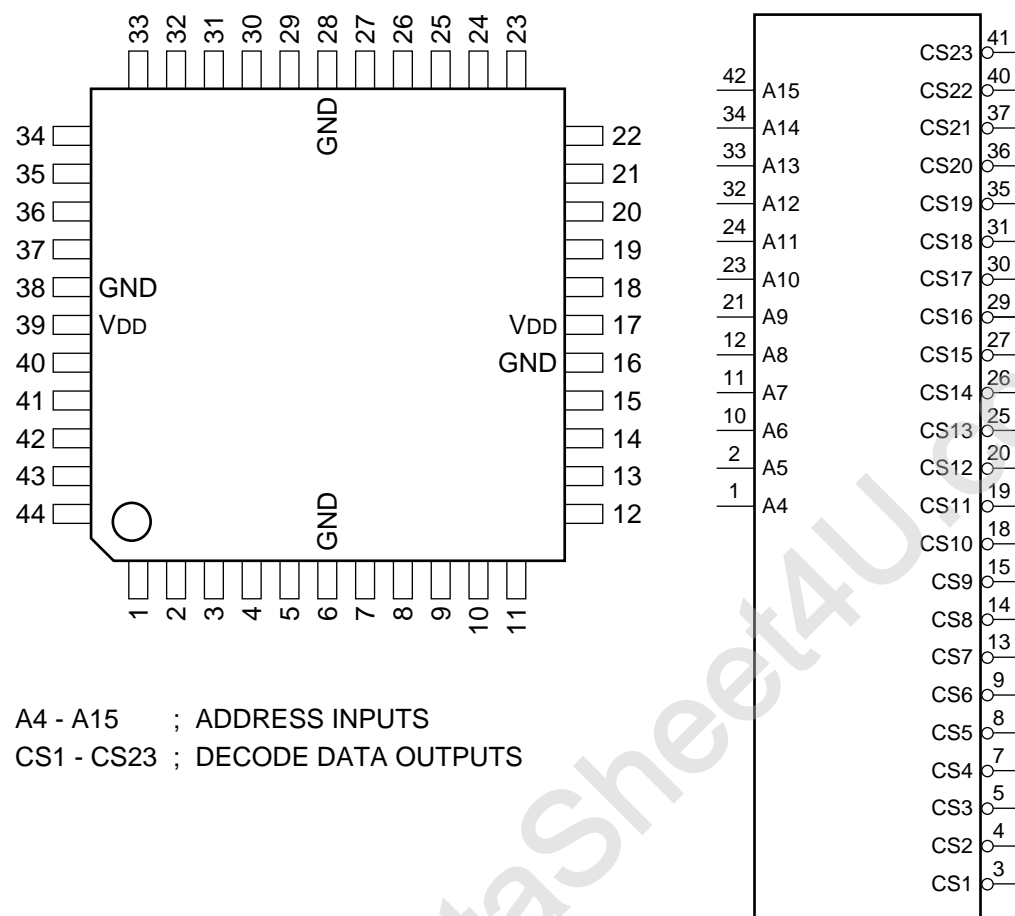 33 32 31 30 29 28 27 26 25 24 23
GND
34
35
36
37
38 GND
39 VDD
40
41
42
43
44
22
21
20
19
18
VDD 17
GND 16
15
14
13
12
GND
1 2 3 4 5 6 7 8 9 10 11
A4 - A15 ; ADDRESS INPUTS
CS1 - CS23 ; DECODE DATA OUTPUTS
42 A15
34 A14
33 A13
32 A12
24 A11
23 A10
21 A9
12 A8
11 A7
10 A6
2 A5
1 A4
CS23 41
CS22 40
CS21 37
CS20 36
CS19 35
CS18 31
CS17 30
CS16 29
CS15 27
CS14 26
CS13 25
CS12 20
CS11 19
CS10 18
CS9 15
CS8 14
CS7 13
CS6 9
CS5 8
CS4 7
CS3 5
CS2 4
CS1 3
taSheet4U.co